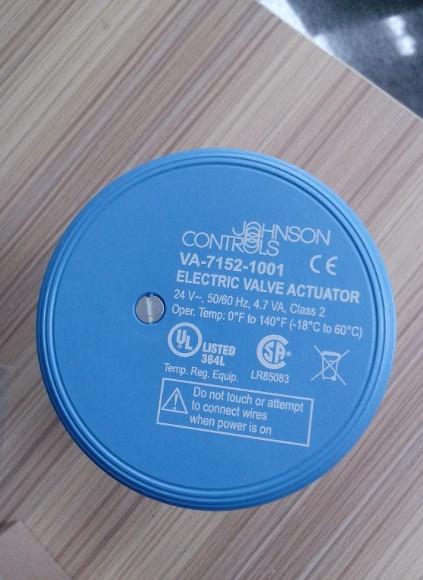 JOHNSON
CONTROLS
CE
VA-7152-1001
ELECTRIC VALVE ACTUATOR
24 V~, 50/60 Hz, 4.7 VA, Class 2
Oper. Temp: 0°F to 140°F (-18°C to 60°C)
UL LISTED
364L
Temp. Reg. Equip.
SA
LR85083
Do not touch or attempt
to connect wires
when power is on